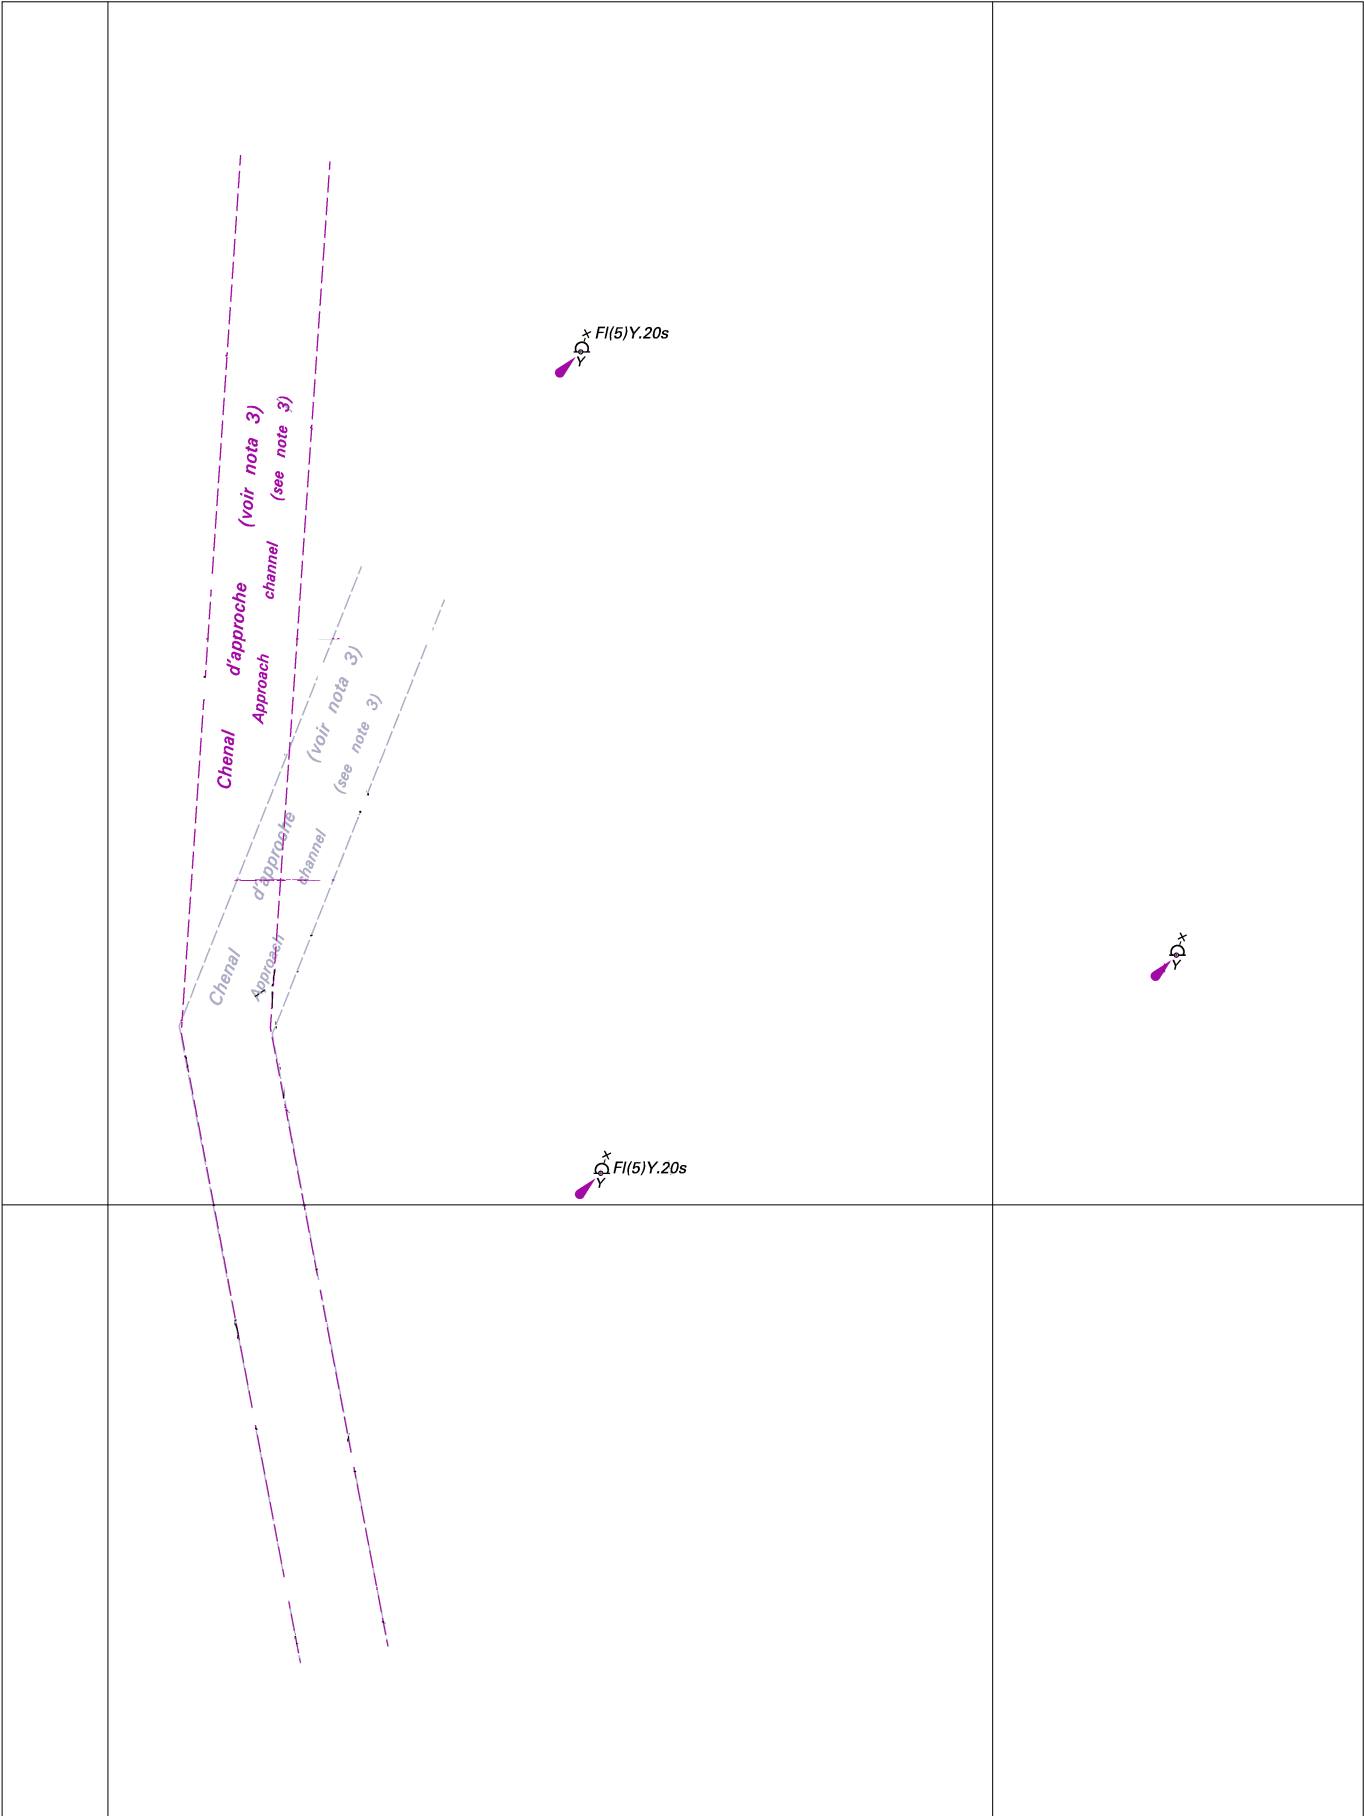 Fl(5)Y.20s
Y
Chenal d'approche (voir nota 3)
Approach channel (see note 3)
Chenal d'approche (voir nota 3)
Approach channel (see note 3)
Y
Y
Fl(5)Y.20s
Y